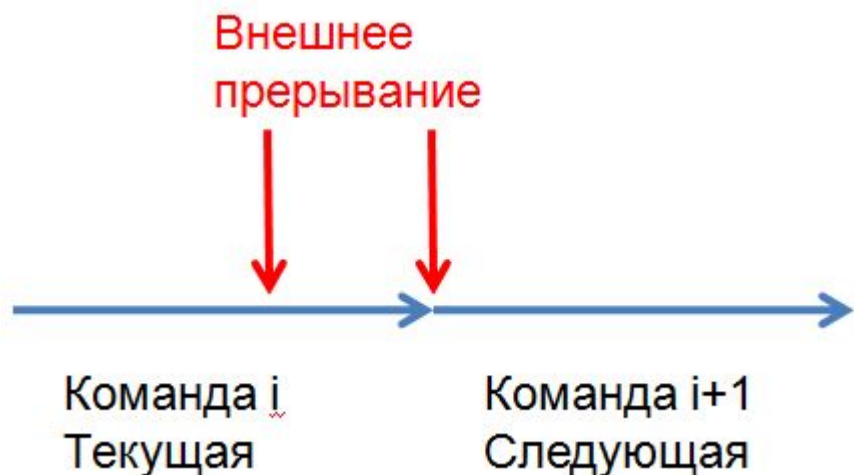 Внешнее
прерывание
Команда i
Текущая
Команда i+1
Следующая